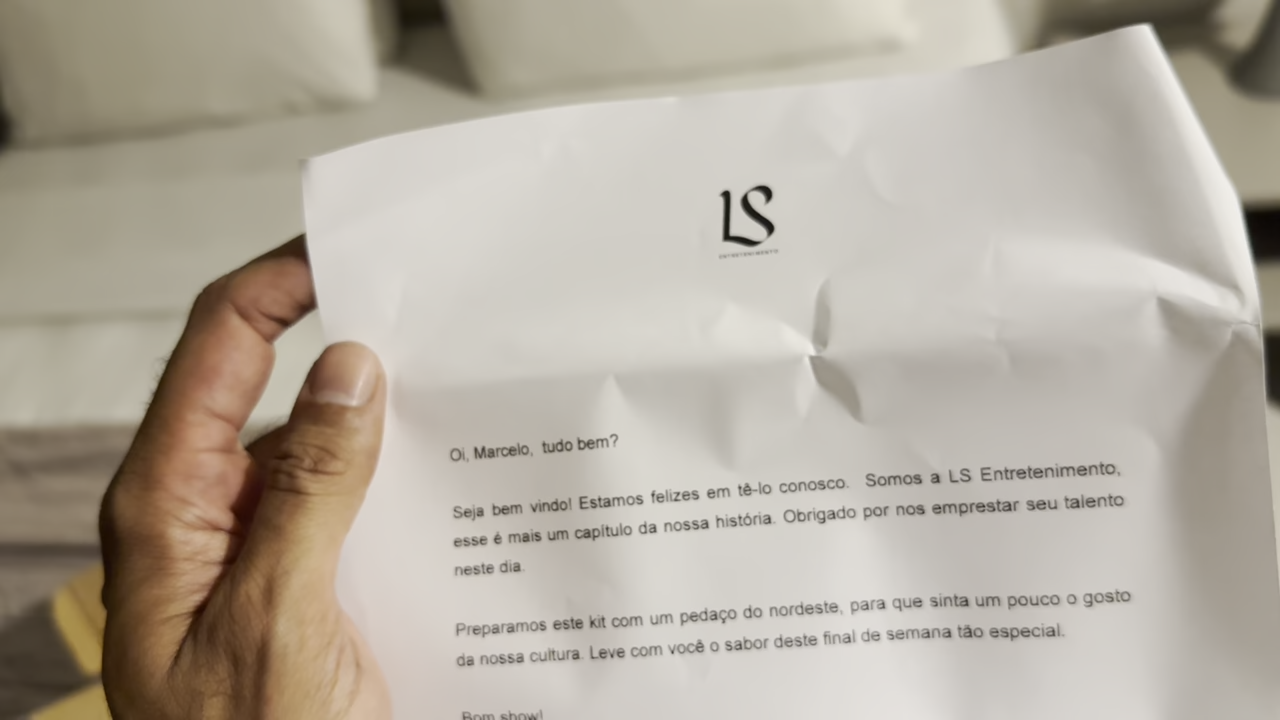 LS
ENTRETENIMENTO
Oi, Marcelo, tudo bem?
Seja bem vindo! Estamos felizes em tê-lo conosco. Somos a LS Entretenimento,
esse é mais um capítulo da nossa história. Obrigado por nos emprestar seu talento
neste dia.
Preparamos este kit com um pedaço do nordeste, para que sinta um pouco o gosto
da nossa cultura. Leve com você o sabor deste final de semana tão especial.
Bom show!